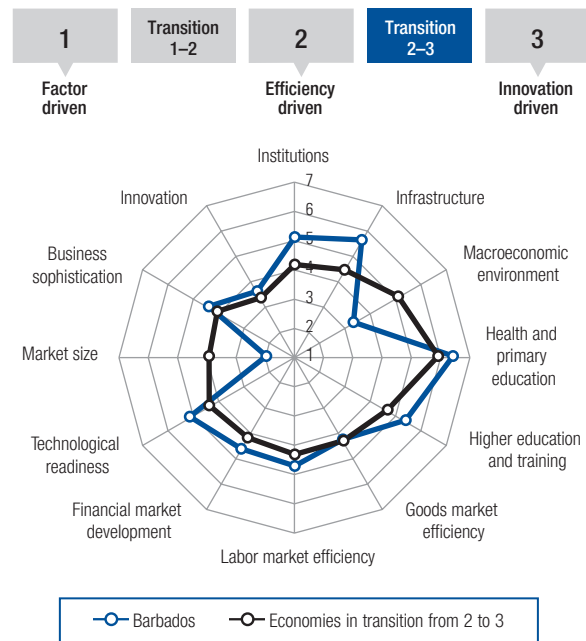 1
Transition
1–2
2
Transition
2–3
3
Factor
driven
Efficiency
driven
Innovation
driven
Institutions
7
Innovation
Infrastructure
6
Business
sophistication
5
Macroeconomic
environment
4
3
2
Market size
1
Health and
primary
education
Technological
readiness
Higher education
and training
Financial market
development
Goods market
efficiency
Labor market efficiency
Barbados
Economies in transition from 2 to 3